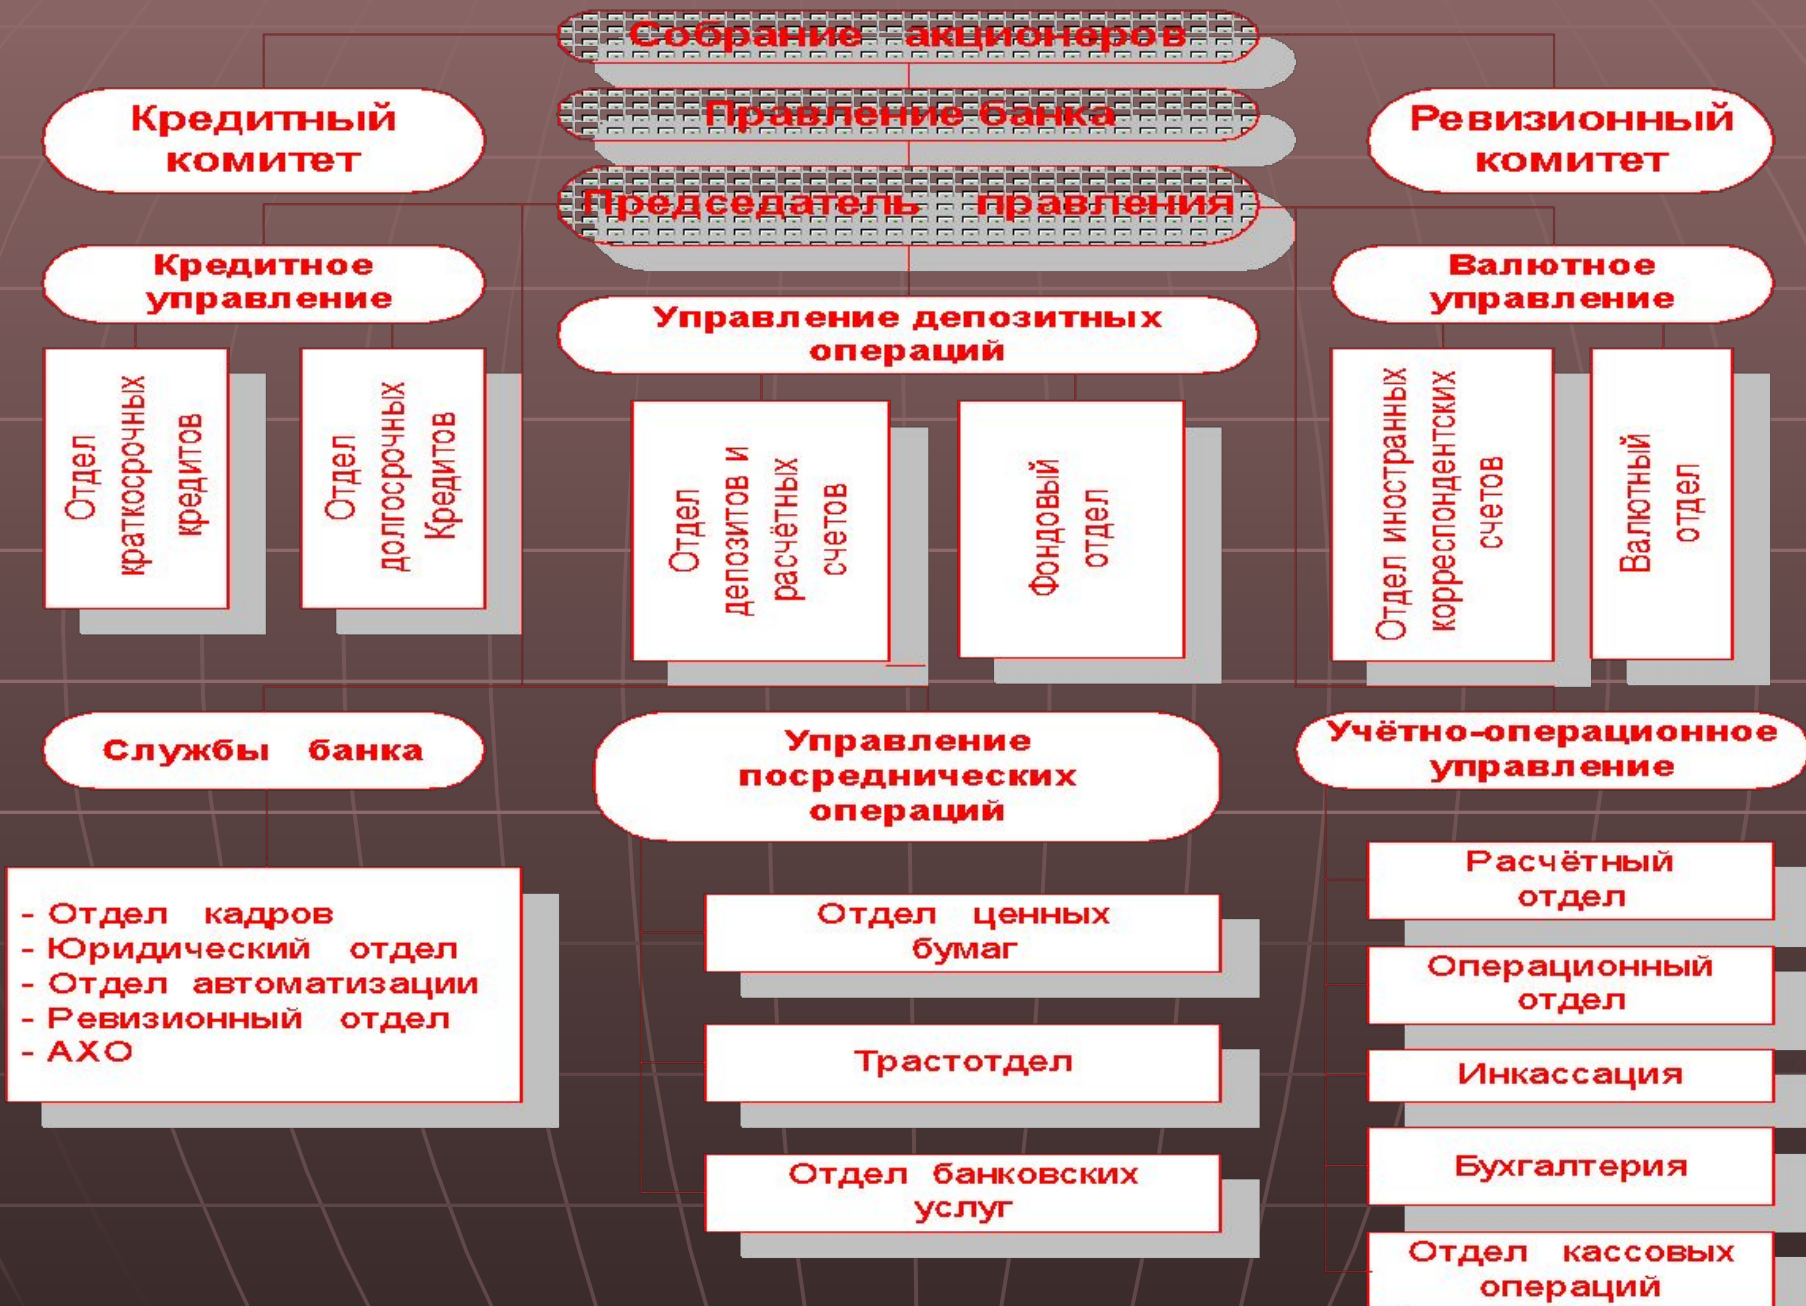 Собрание акционеров
Кредитный
комитет
Правление банка
Ревизионный
комитет
Председатель правления
Кредитное
управление
Управление депозитных
операций
Валютное
управление
Отдел
краткосрочных
кредитов
Отдел
долгосрочных
Кредитов
Отдел
депозитов и
расчётных
счетов
Фондовый
отдел
Отдел иностранных
корреспондентских
счетов
Валютный
отдел
Службы банка
Управление
посреднических
операций
Учётно-операционное
управление
- Отдел кадров
- Юридический отдел
- Отдел автоматизации
- Ревизионный отдел
- АХО
Отдел ценных
бумаг
Трастотдел
Отдел банковских
услуг
Расчётный
отдел
Операционный
отдел
Инкассация
Бухгалтерия
Отдел кассовых
операций